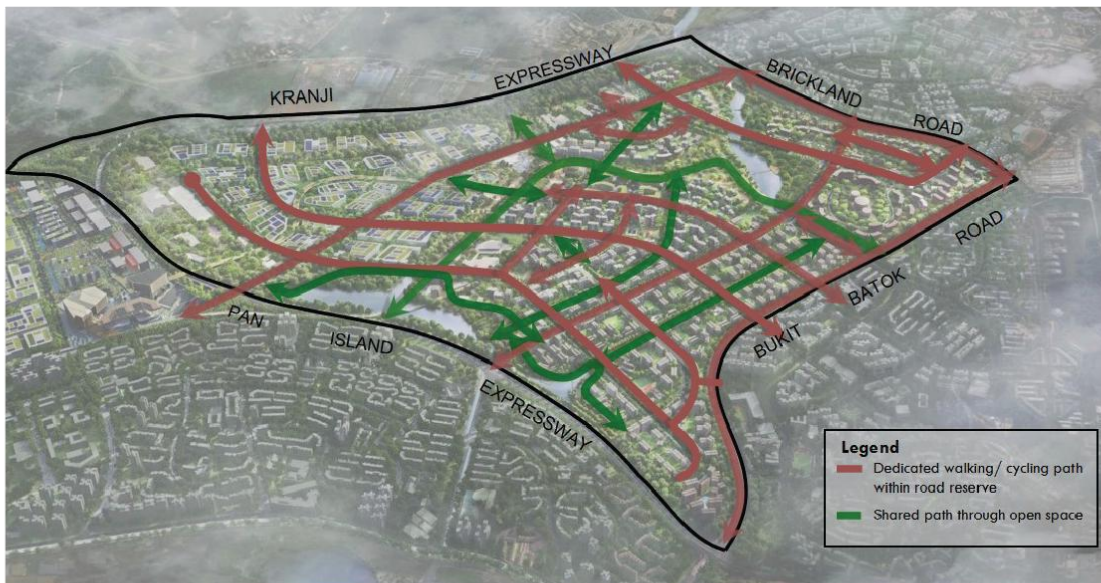 KRANJI
EXPRESSWAY
BRICKLAND
ROAD
PAN
ISLAND
EXPRESSWAY
BUKIT
BATOK
ROAD
Legend
Dedicated walking/ cycling path
within road reserve
Shared path through open space